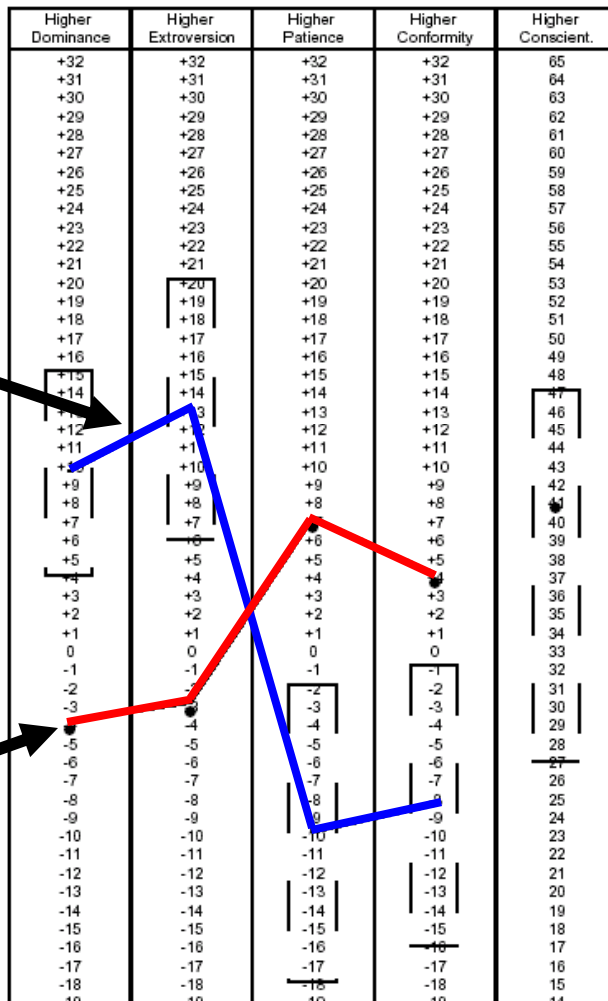 Higher Dominance Higher Extroversion Higher Patience Higher Conformity Higher Conscient.
+32 +32 +32 +32 65
+31 +31 +31 +31 64
+30 +30 +30 +30 63
+29 +29 +29 +29 62
+28 +28 +28 +28 61
+27 +27 +27 +27 60
+26 +26 +26 +26 59
+25 +25 +25 +25 58
+24 +24 +24 +24 57
+23 +23 +23 +23 56
+22 +22 +22 +22 55
+21 +21 +21 +21 54
+20 +20 +20 +20 53
+19 +19 +19 +19 52
+18 +18 +18 +18 51
+17 +17 +17 +17 50
+16 +16 +16 +16 49
+15 +15 +15 +15 48
+14 +14 +14 +14 47
+13 +13 46
+12 +12 +12 +12 45
+11 +11 +11 44
+10 +10 +10 43
+9 +9 +9 +9 42
+8 +8 +8 +8 41
+7 +7 +7 40
+6 +6 +6 +6 39
+5 +5 +5 +5 38
+4 +4 +4 37
+3 +3 +3 +3 36
+2 +2 +2 +2 35
+1 +1 +1 +1 34
0 0 0 0 33
-1 -1 -1 -1 32
-2 -2 -2 31
-3 -3 -3 30
-4 -4 -4 29
-5 -5 -5 -5 28
-6 -6 -6 -6 27
-7 -7 -7 -7 26
-8 -8 -8 25
-9 -9 -9 24
-10 -10 -10 -10 23
-11 -11 -11 -11 22
-12 -12 -12 -12 21
-13 -13 -13 -13 20
-14 -14 -14 -14 19
-15 -15 -15 -15 18
-16 -16 -16 -16 17
-17 -17 -17 -17 16
-18 -18 -18 -18 15